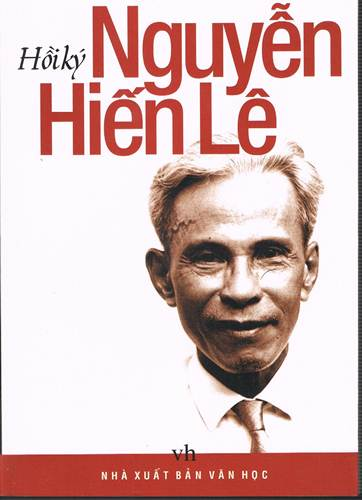 Hồi ký Nguyễn
Hiến Lê
vh
NHÀ XUẤT BẢN VĂN HỌC